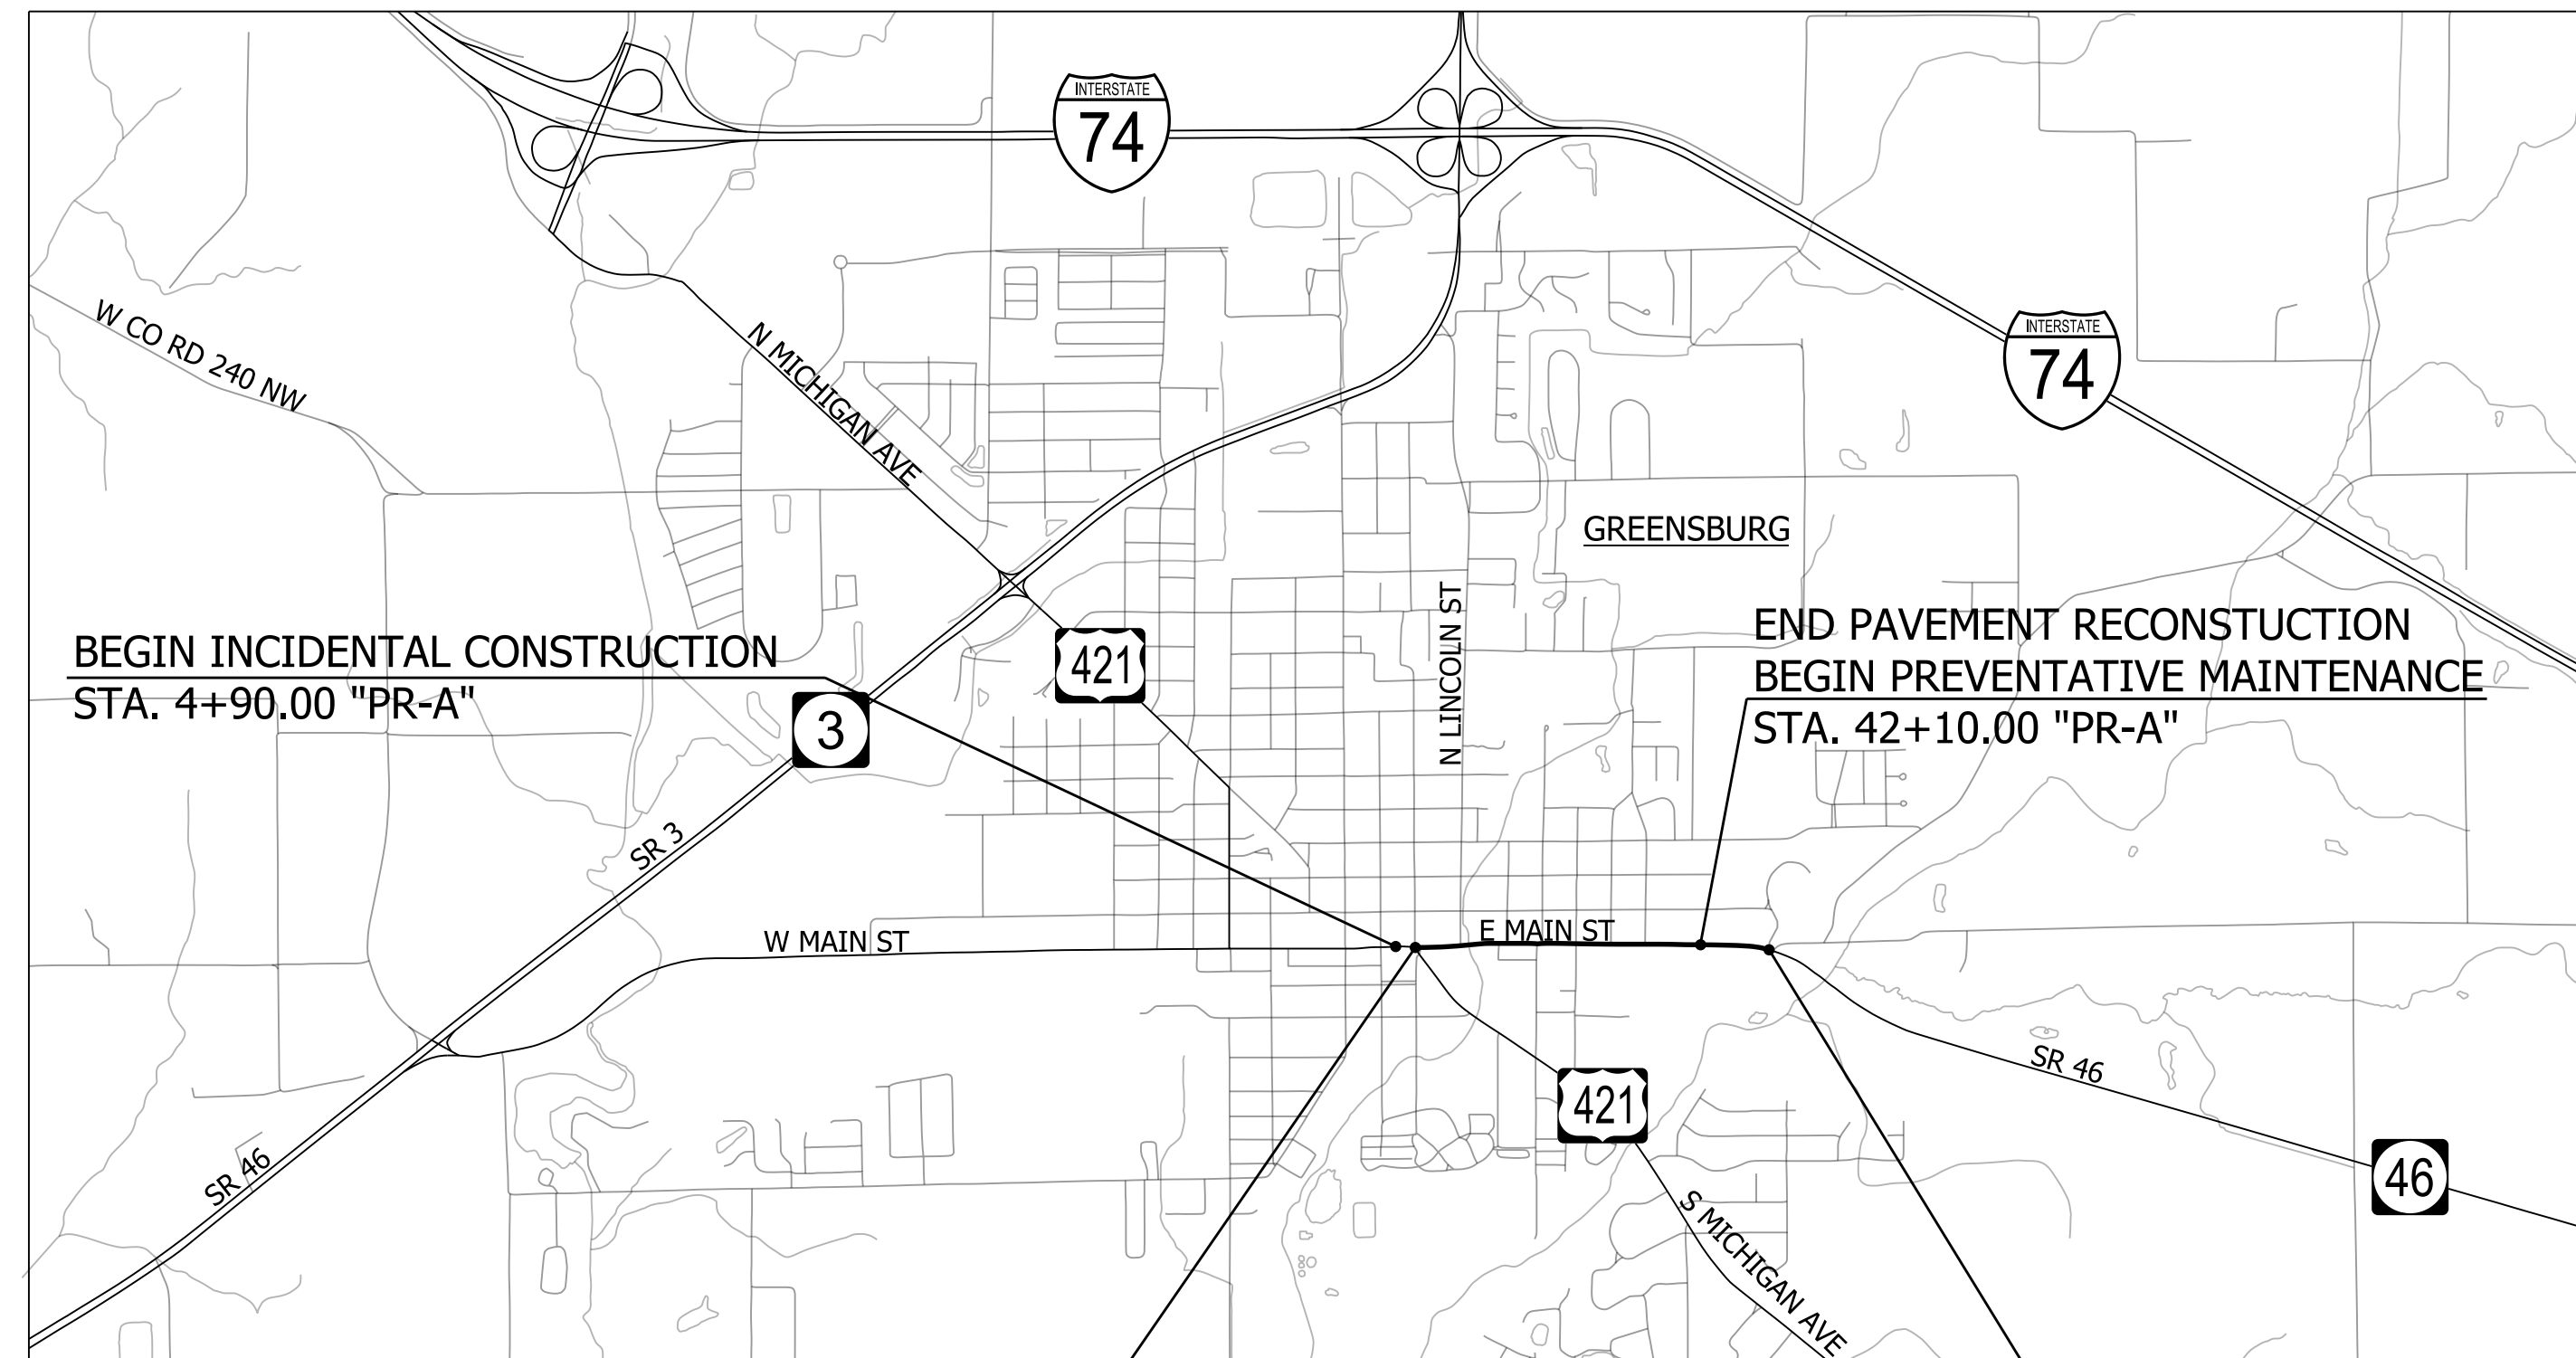 INTERSTATE
74
INTERSTATE
74
W CO RD 240 NW
N MICHIGAN AVE
GREENSBURG
N LINCOLN ST
BEGIN INCIDENTAL CONSTRUCTION
STA. 4+90.00 "PR-A"
421
END PAVEMENT RECONSTUCTION
BEGIN PREVENTATIVE MAINTENANCE
STA. 42+10.00 "PR-A"
3
SR 3
W MAIN ST
E MAIN ST
SR 46
421
46
SR 46
S MICHIGAN AVE